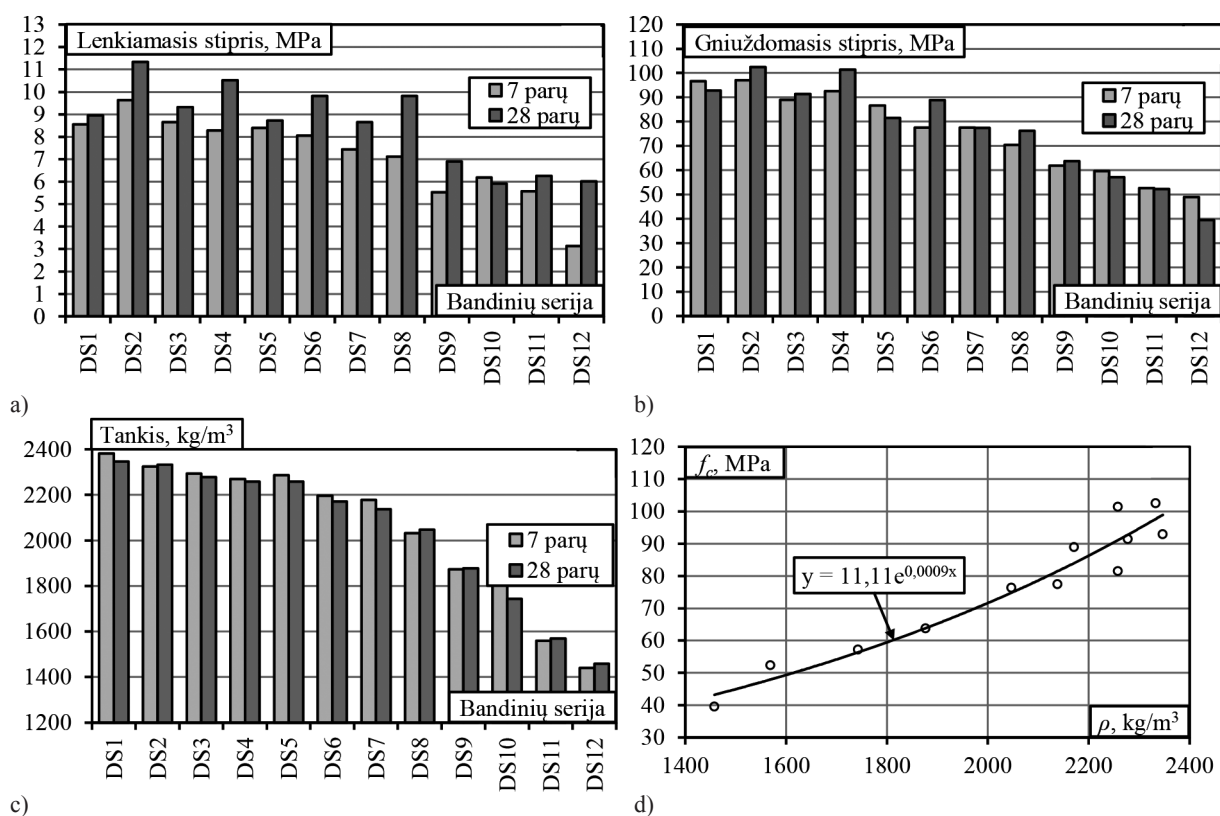 13
12
11
10
9
8
7
6
5
4
3
2
1
0
Lenkiamasis stipris, MPa
7 parų
28 parų
Bandinių serija
DS1
DS2
DS3
DS4
DS5
DS6
DS7
DS8
DS9
DS10
DS11
DS12
a)
120
110
100
90
80
70
60
50
40
30
20
10
0
Gniuždomasis stipris, MPa
7 parų
28 parų
Bandinių serija
DS1
DS2
DS3
DS4
DS5
DS6
DS7
DS8
DS9
DS10
DS11
DS12
b)
Tankis, kg/m³
2400
2200
2000
1800
1600
1400
1200
7 parų
28 parų
Bandinių serija
DS1
DS2
DS3
DS4
DS5
DS6
DS7
DS8
DS9
DS10
DS11
DS12
c)
120
110
100
90
80
70
60
50
40
30
f_c, MPa
y = 11,11e^0,0009x
ρ, kg/m³
1400 1600 1800 2000 2200 2400
d)